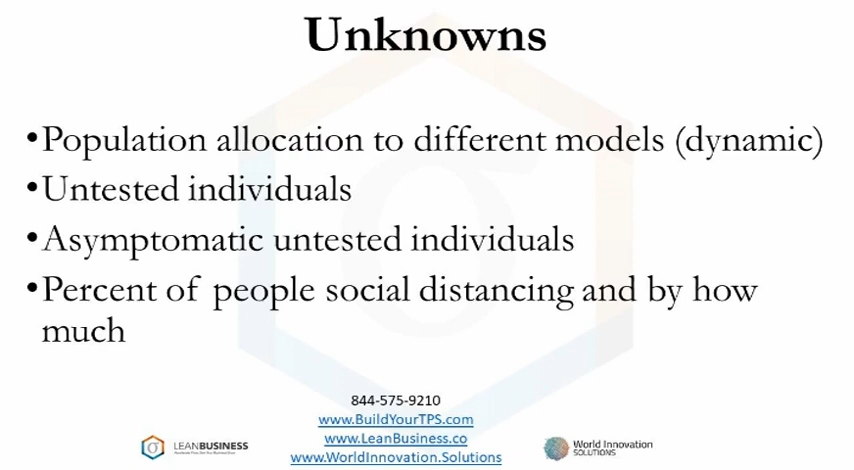 Unknowns
•Population allocation to different models (dynamic)
•Untested individuals
•Asymptomatic untested individuals
•Percent of people social distancing and by how
much
844-575-9210
www.BuildYourTPS.com
www.LeanBusiness.co
www.WorldInnovation.Solutions
σ LEANBUSINESS
World Innovation
SOLUTIONS